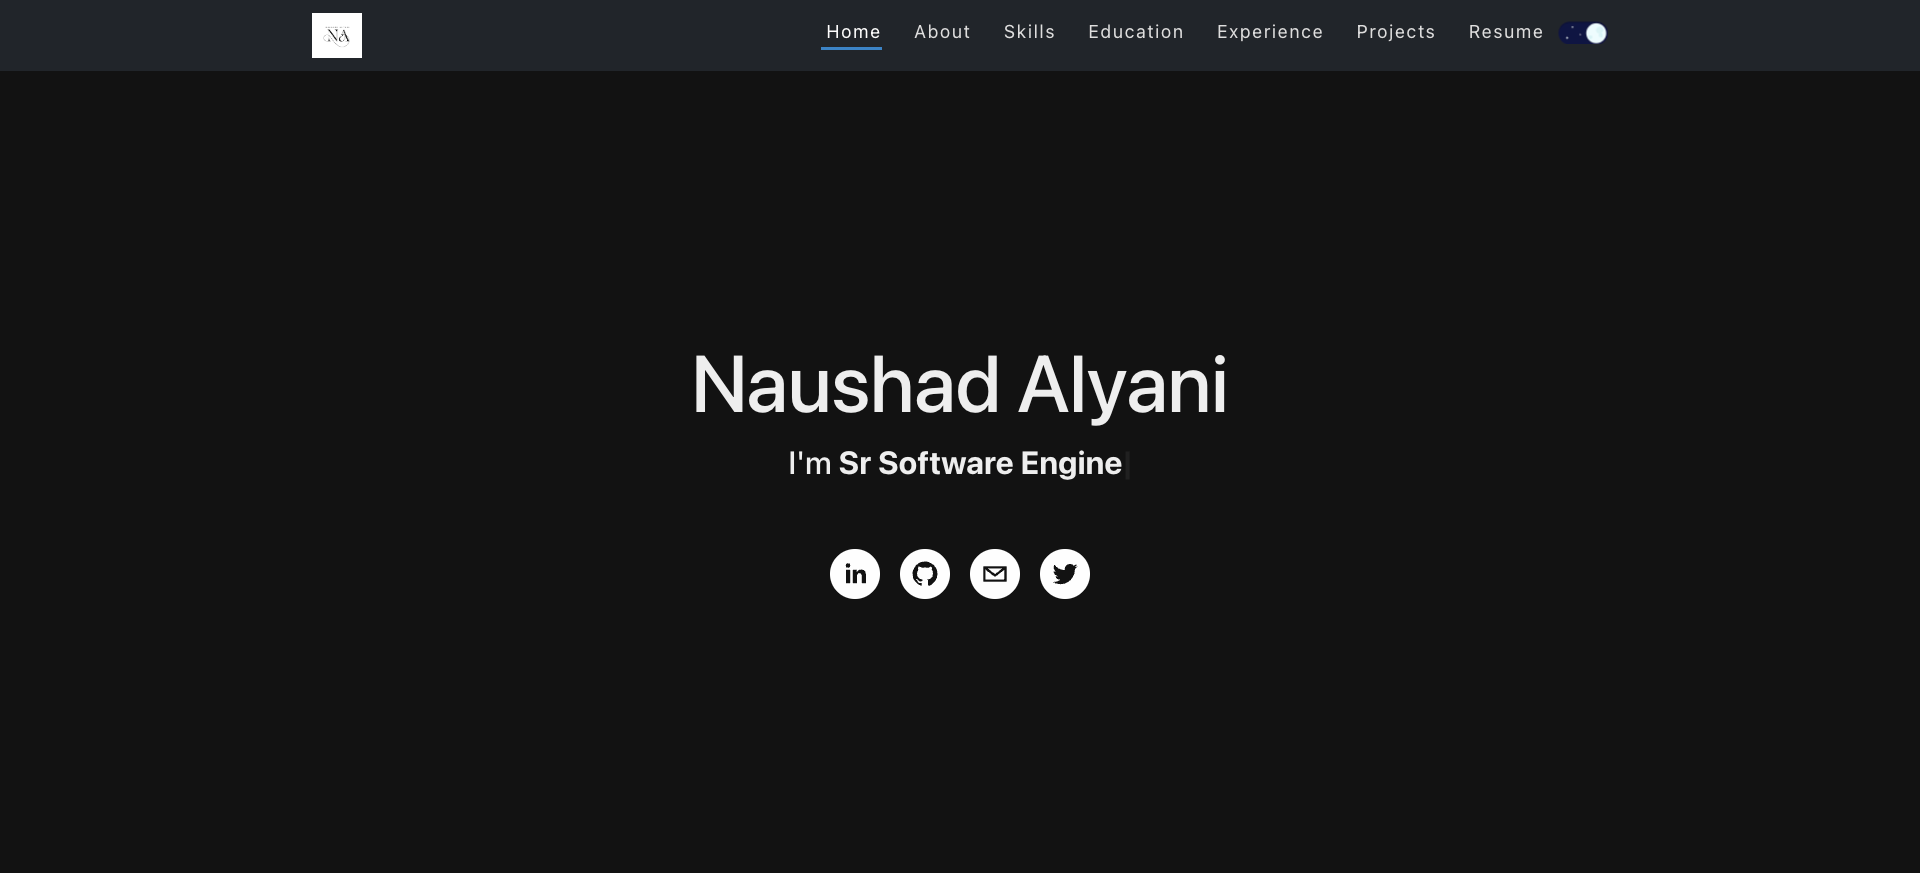 NA
Home About Skills Education Experience Projects Resume
Naushad Alyani
I'm Sr Software Engine
in